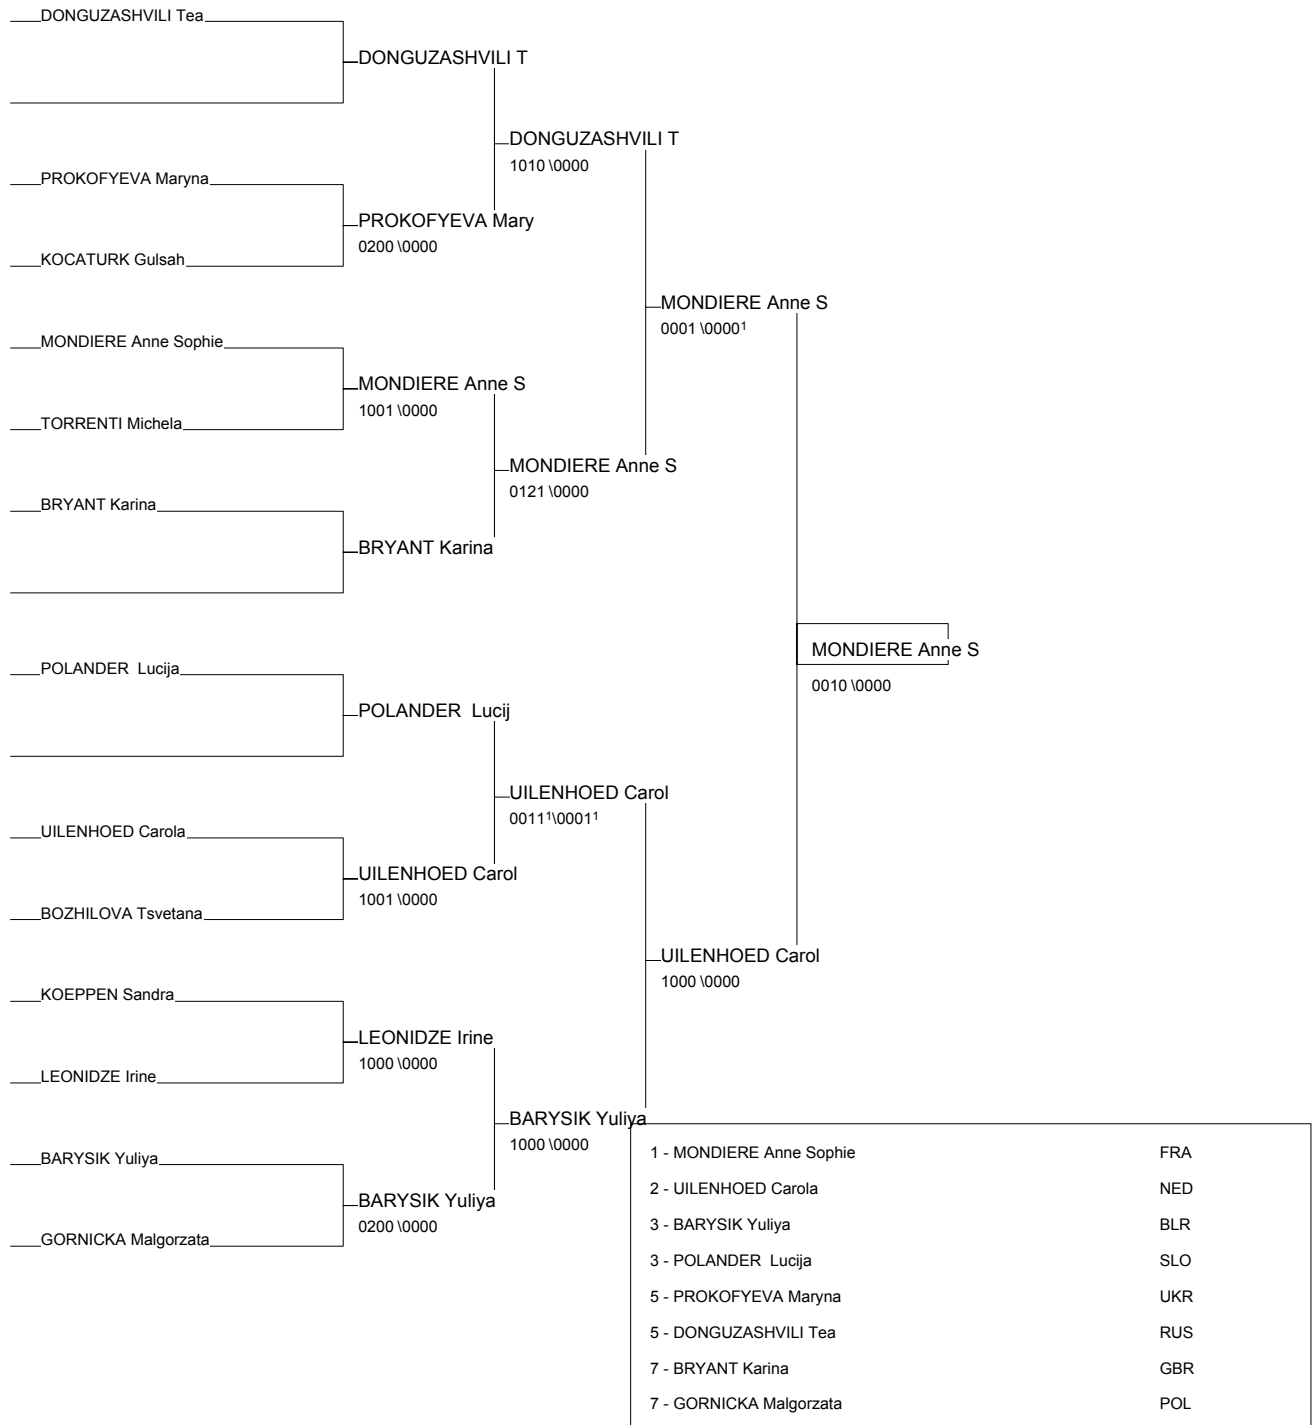 DONGUZASHVILI Tea
DONGUZASHVILI T
DONGUZASHVILI T
1010 \0000
PROKOFYEVA Maryna
PROKOFYEVA Mary
0200 \0000
KOCATURK Gulsah
MONDIERE Anne S
0001 \0000¹
MONDIERE Anne Sophie
MONDIERE Anne S
1001 \0000
TORRENTI Michela
MONDIERE Anne S
0121 \0000
BRYANT Karina
BRYANT Karina
MONDIERE Anne S
0010 \0000
POLANDER  Lucija
POLANDER  Lucij
UILENHOED Carol
0011¹\0001¹
UILENHOED Carola
UILENHOED Carol
1001 \0000
BOZHILOVA Tsvetana
UILENHOED Carol
1000 \0000
KOEPPEN Sandra
LEONIDZE Irine
1000 \0000
LEONIDZE Irine
BARYSIK Yuliya
1000 \0000
BARYSIK Yuliya
BARYSIK Yuliya
0200 \0000
GORNICKA Malgorzata
1 - MONDIERE Anne Sophie FRA
2 - UILENHOED Carola NED
3 - BARYSIK Yuliya BLR
3 - POLANDER  Lucija SLO
5 - PROKOFYEVA Maryna UKR
5 - DONGUZASHVILI Tea RUS
7 - BRYANT Karina GBR
7 - GORNICKA Malgorzata POL